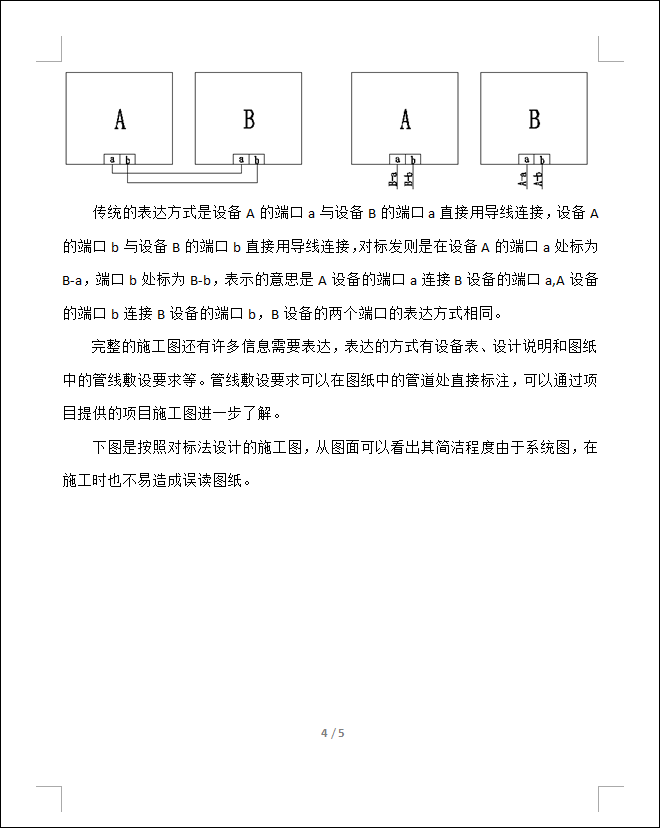 A B A B
a b a b a b a b
B-a B-b A-a A-b
传统的表达方式是设备 A 的端口 a 与设备 B 的端口 a 直接用导线连接，设备 A
的端口 b 与设备 B 的端口 b 直接用导线连接，对标发则是在设备 A 的端口 a 处标为
B-a，端口 b 处标为 B-b，表示的意思是 A 设备的端口 a 连接 B 设备的端口 a,A 设备
的端口 b 连接 B 设备的端口 b，B 设备的两个端口的表达方式相同。
完整的施工图还有许多信息需要表达，表达的方式有设备表、设计说明和图纸
中的管线敷设要求等。管线敷设要求可以在图纸中的管道处直接标注，可以通过项
目提供的项目施工图进一步了解。
下图是按照对标法设计的施工图，从图面可以看出其简洁程度由于系统图，在
施工时也不易造成误读图纸。
4 / 5